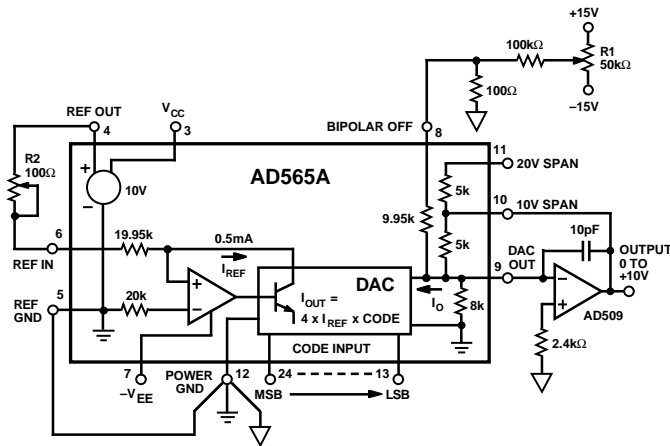 +15V
100kΩ
R1
50kΩ
100Ω
–15V
REF OUT
4
VCC
3
BIPOLAR OFF
8
11
20V SPAN
R2
100Ω
+
10V
–
AD565A
5k
10
10V SPAN
9.95k
5k
10pF
6
REF IN
19.95k
0.5mA
IREF
DAC
9
DAC
OUT
OUTPUT
0 TO
+10V
+
–
IOUT =
4 x IREF x CODE
IO
8k
–
+
AD509
5
REF
GND
20k
2.4kΩ
CODE INPUT
7
–VEE
POWER
GND
12
24
MSB
13
LSB